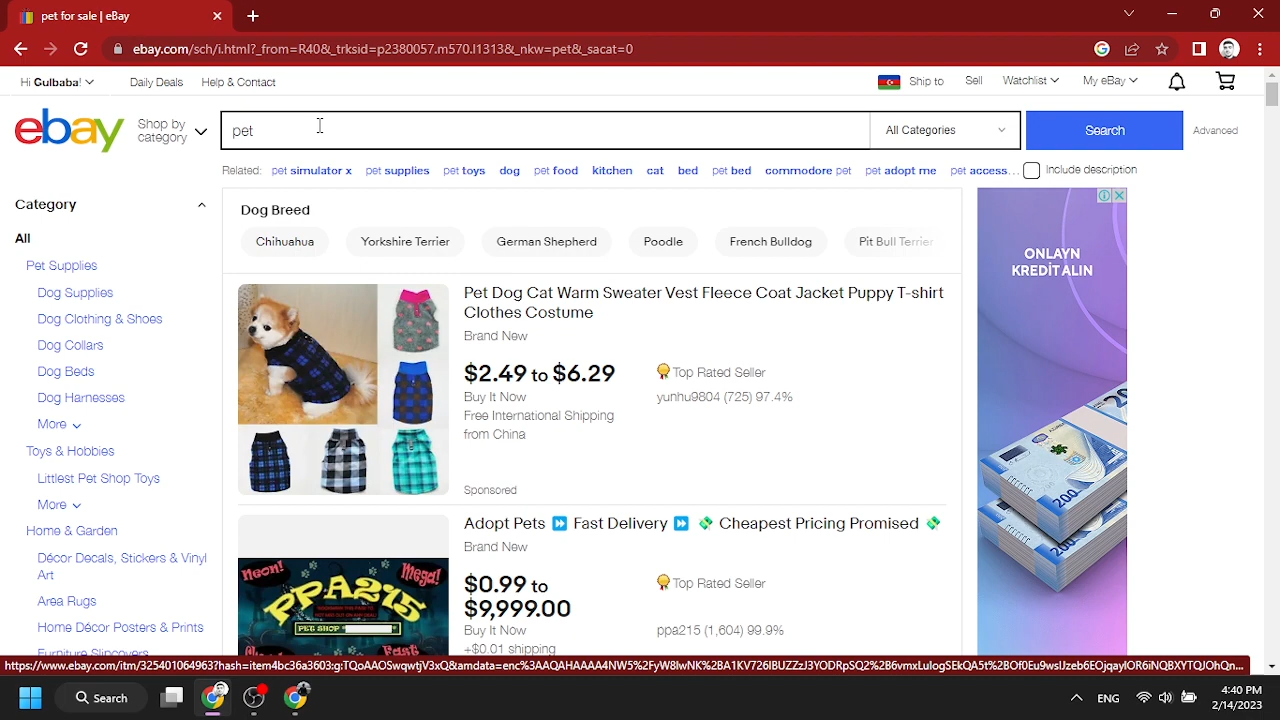 pet for sale | eBay
ebay.com/sch/i.html?_from=R40&_trksid=p2380057.m570.l1313&_nkw=pet&_sacat=0
Hi Gulbaba!
Daily Deals
Help & Contact
Ship to
Sell
Watchlist
My eBay
ebay
Shop by category
pet
All Categories
Search
Advanced
Related: pet simulator x pet supplies pet toys dog pet food kitchen cat bed pet bed commodore pet pet adopt me pet access...
Include description
Category
All
Pet Supplies
Dog Supplies
Dog Clothing & Shoes
Dog Collars
Dog Beds
Dog Harnesses
More
Toys & Hobbies
Littlest Pet Shop Toys
More
Home & Garden
Décor Decals, Stickers & Vinyl
Art
Area Rugs
Home Décor Posters & Prints
Furniture Slipcovers
Dog Breed
Chihuahua
Yorkshire Terrier
German Shepherd
Poodle
French Bulldog
Pit Bull Terrier
Pet Dog Cat Warm Sweater Vest Fleece Coat Jacket Puppy T-shirt
Clothes Costume
Brand New
$2.49 to $6.29
Top Rated Seller
Buy It Now
yunhu9804 (725) 97.4%
Free International Shipping
from China
Sponsored
Adopt Pets ⏩ Fast Delivery ⏩ 💸 Cheapest Pricing Promised 💸
Brand New
$0.99 to
$9,999.00
Top Rated Seller
Buy It Now
ppa215 (1,604) 99.9%
+$0.01 shipping
Neon!
Mega!
PPA215
PET SHOP
Fast
ONLAYN
KREDİT ALIN
200
200
Search
ENG
4:40 PM
2/14/2023